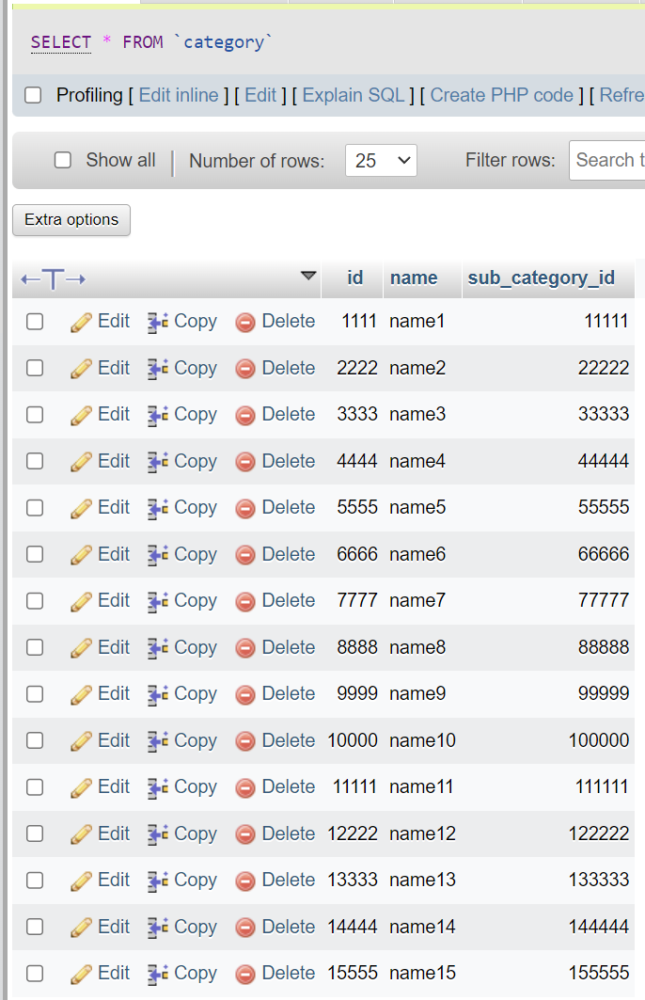 SELECT * FROM `category`
Profiling [ Edit inline ] [ Edit ] [ Explain SQL ] [ Create PHP code ] [ Refre
Show all | Number of rows: 25 Filter rows: Search t
Extra options
←T→ id name sub_category_id
Edit Copy Delete 1111 name1 11111
Edit Copy Delete 2222 name2 22222
Edit Copy Delete 3333 name3 33333
Edit Copy Delete 4444 name4 44444
Edit Copy Delete 5555 name5 55555
Edit Copy Delete 6666 name6 66666
Edit Copy Delete 7777 name7 77777
Edit Copy Delete 8888 name8 88888
Edit Copy Delete 9999 name9 99999
Edit Copy Delete 10000 name10 100000
Edit Copy Delete 11111 name11 111111
Edit Copy Delete 12222 name12 122222
Edit Copy Delete 13333 name13 133333
Edit Copy Delete 14444 name14 144444
Edit Copy Delete 15555 name15 155555